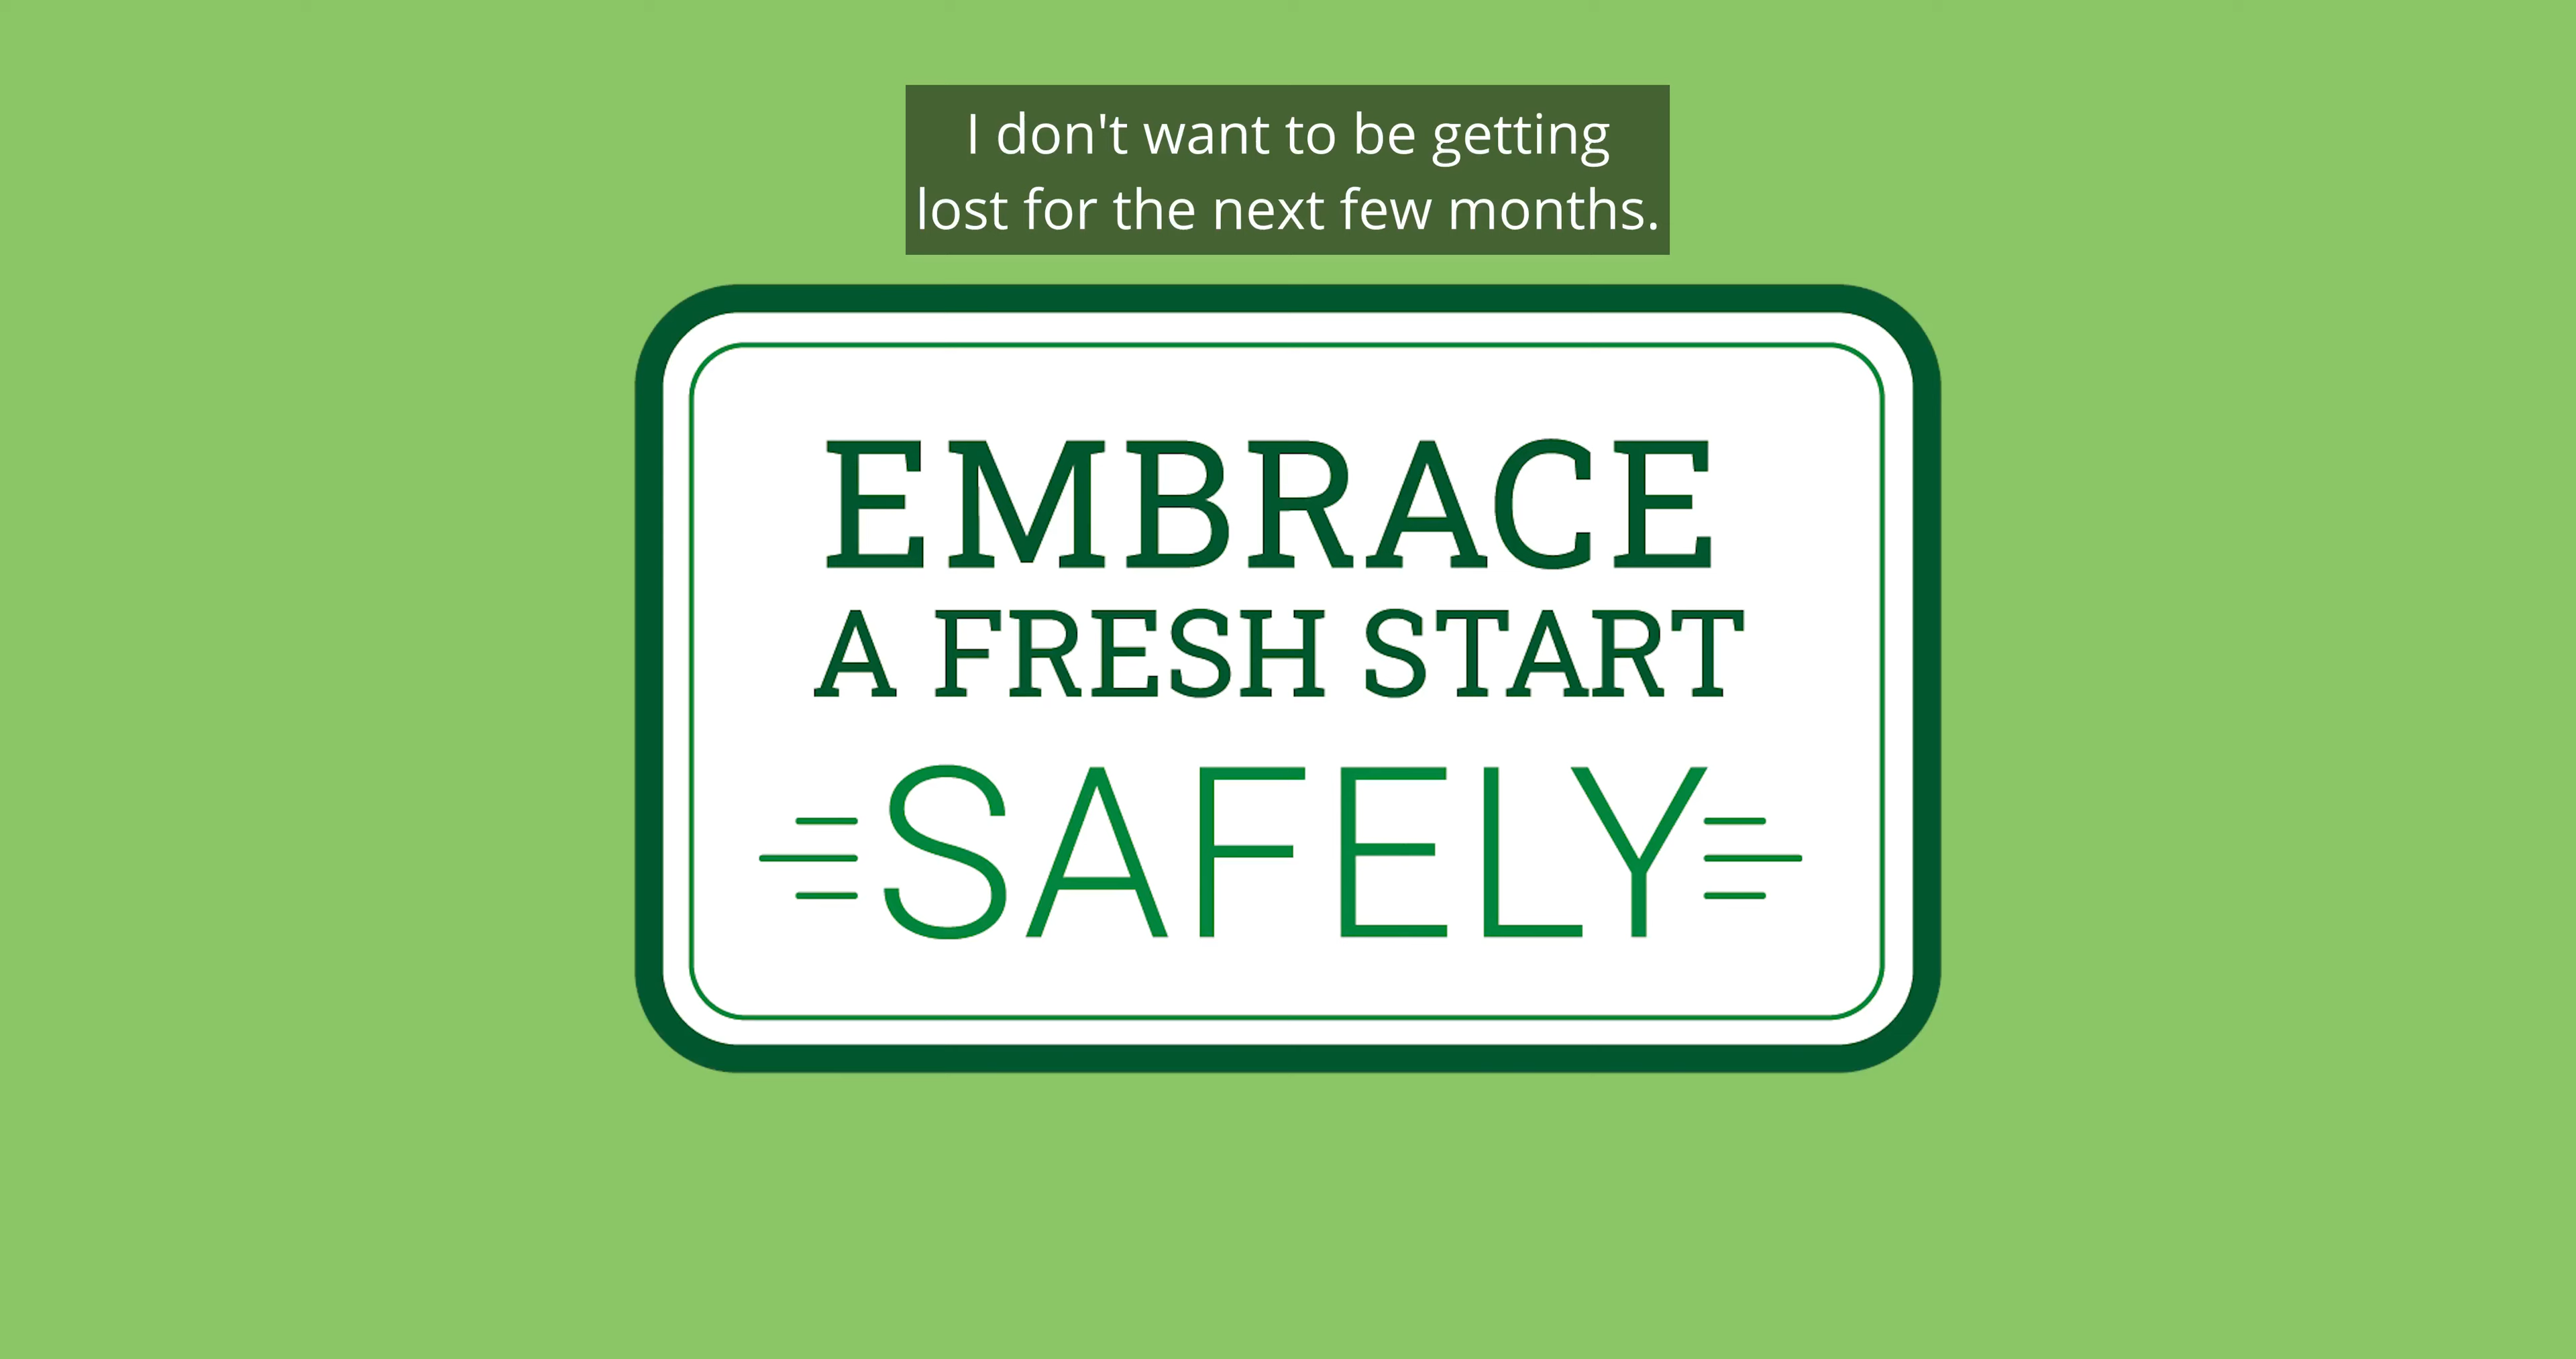 I don't want to be getting
lost for the next few months.
EMBRACE
A FRESH START
SAFELY